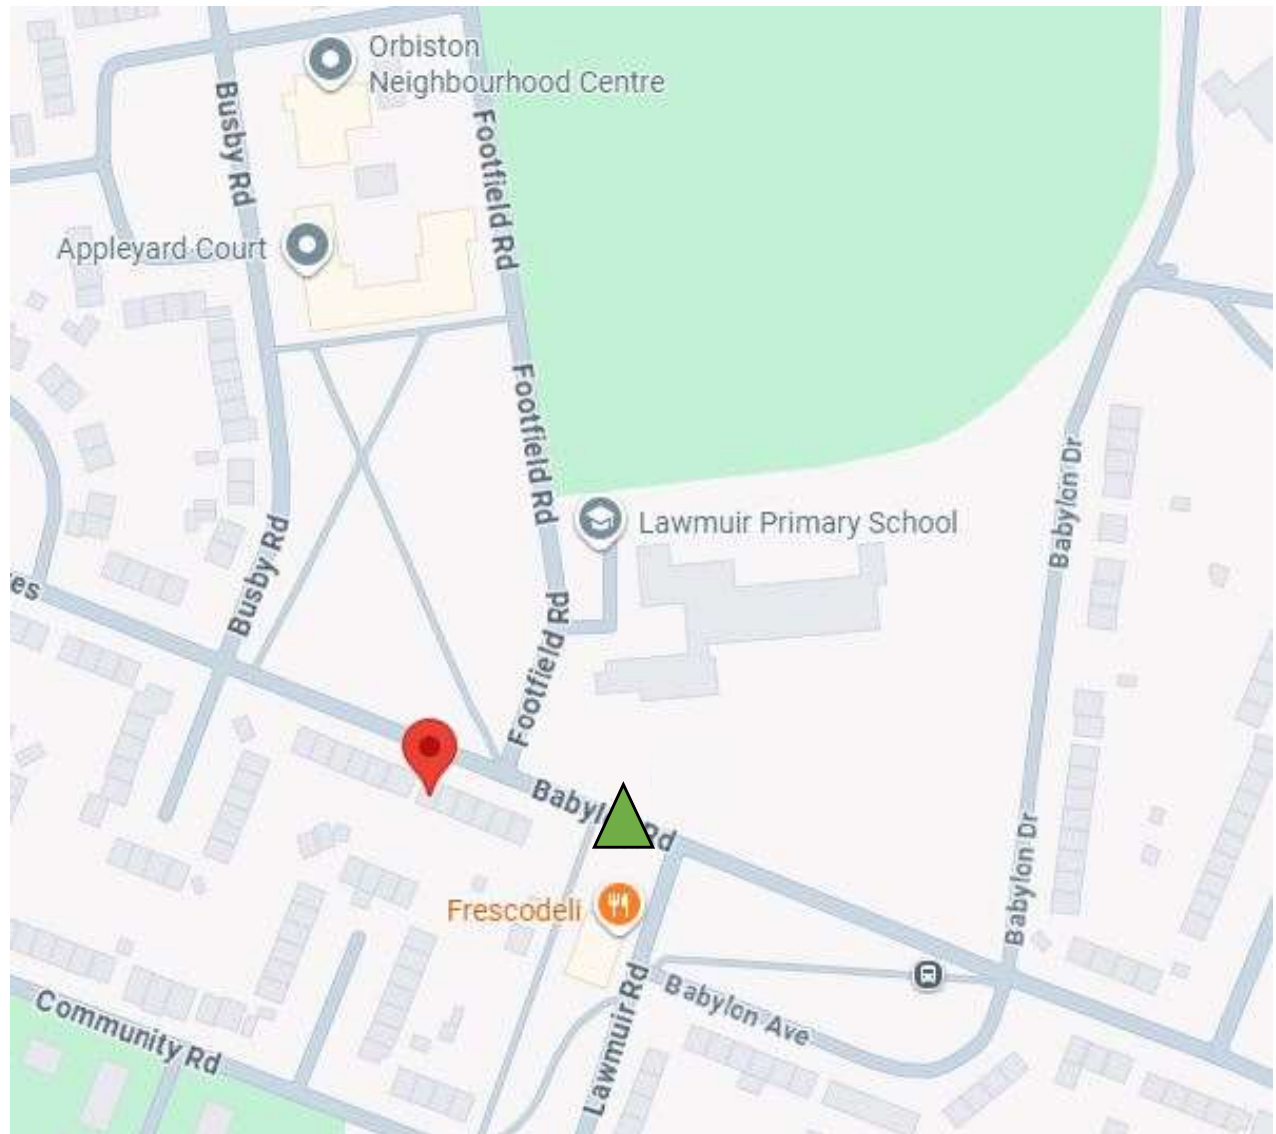 Orbiston
Neighbourhood Centre
Busby Rd
Footfield Rd
Appleyard Court
Footfield Rd
Lawmuir Primary School
Babylon Dr
Busby Rd
es
Footfield Rd
Babylon Rd
Babylon Dr
Frescodeli
Babylon Ave
Lawmuir Rd
Community Rd